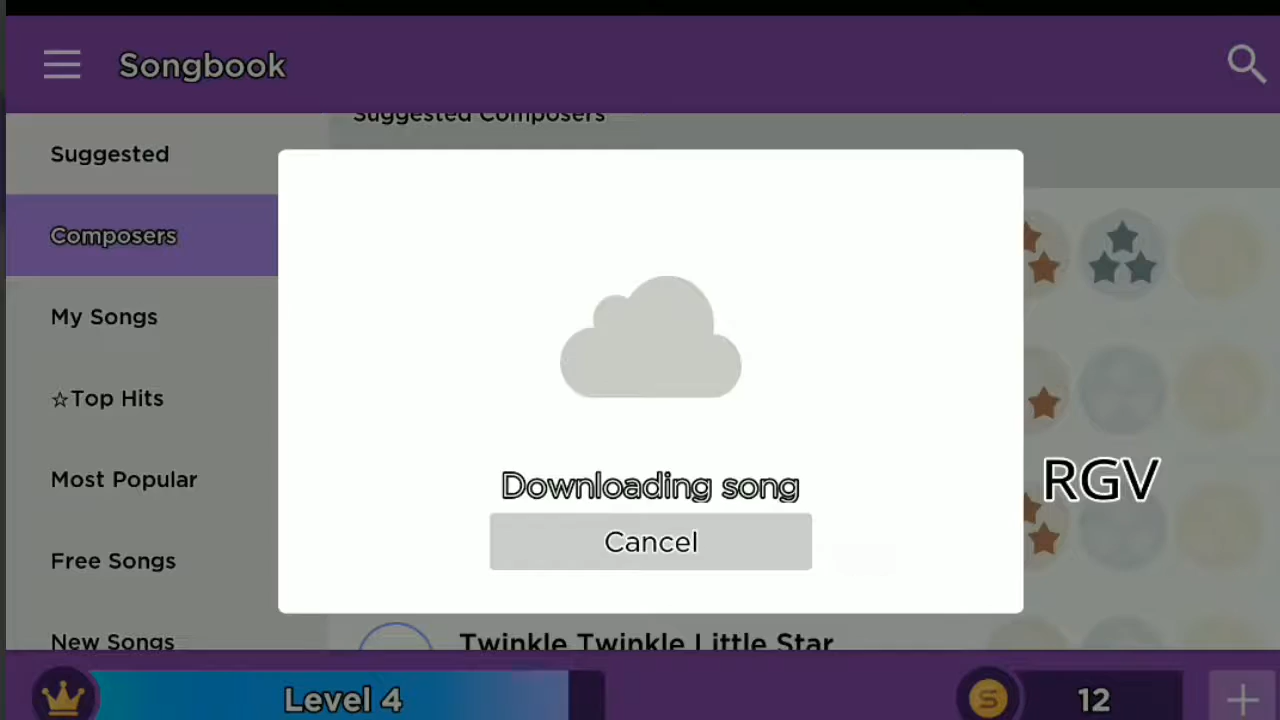 Songbook
Suggested Composers
Suggested
Composers
My Songs
☆Top Hits
Most Popular
Free Songs
New Songs
Downloading song
Cancel
RGV
Twinkle Twinkle Little Star
Level 4
S
12